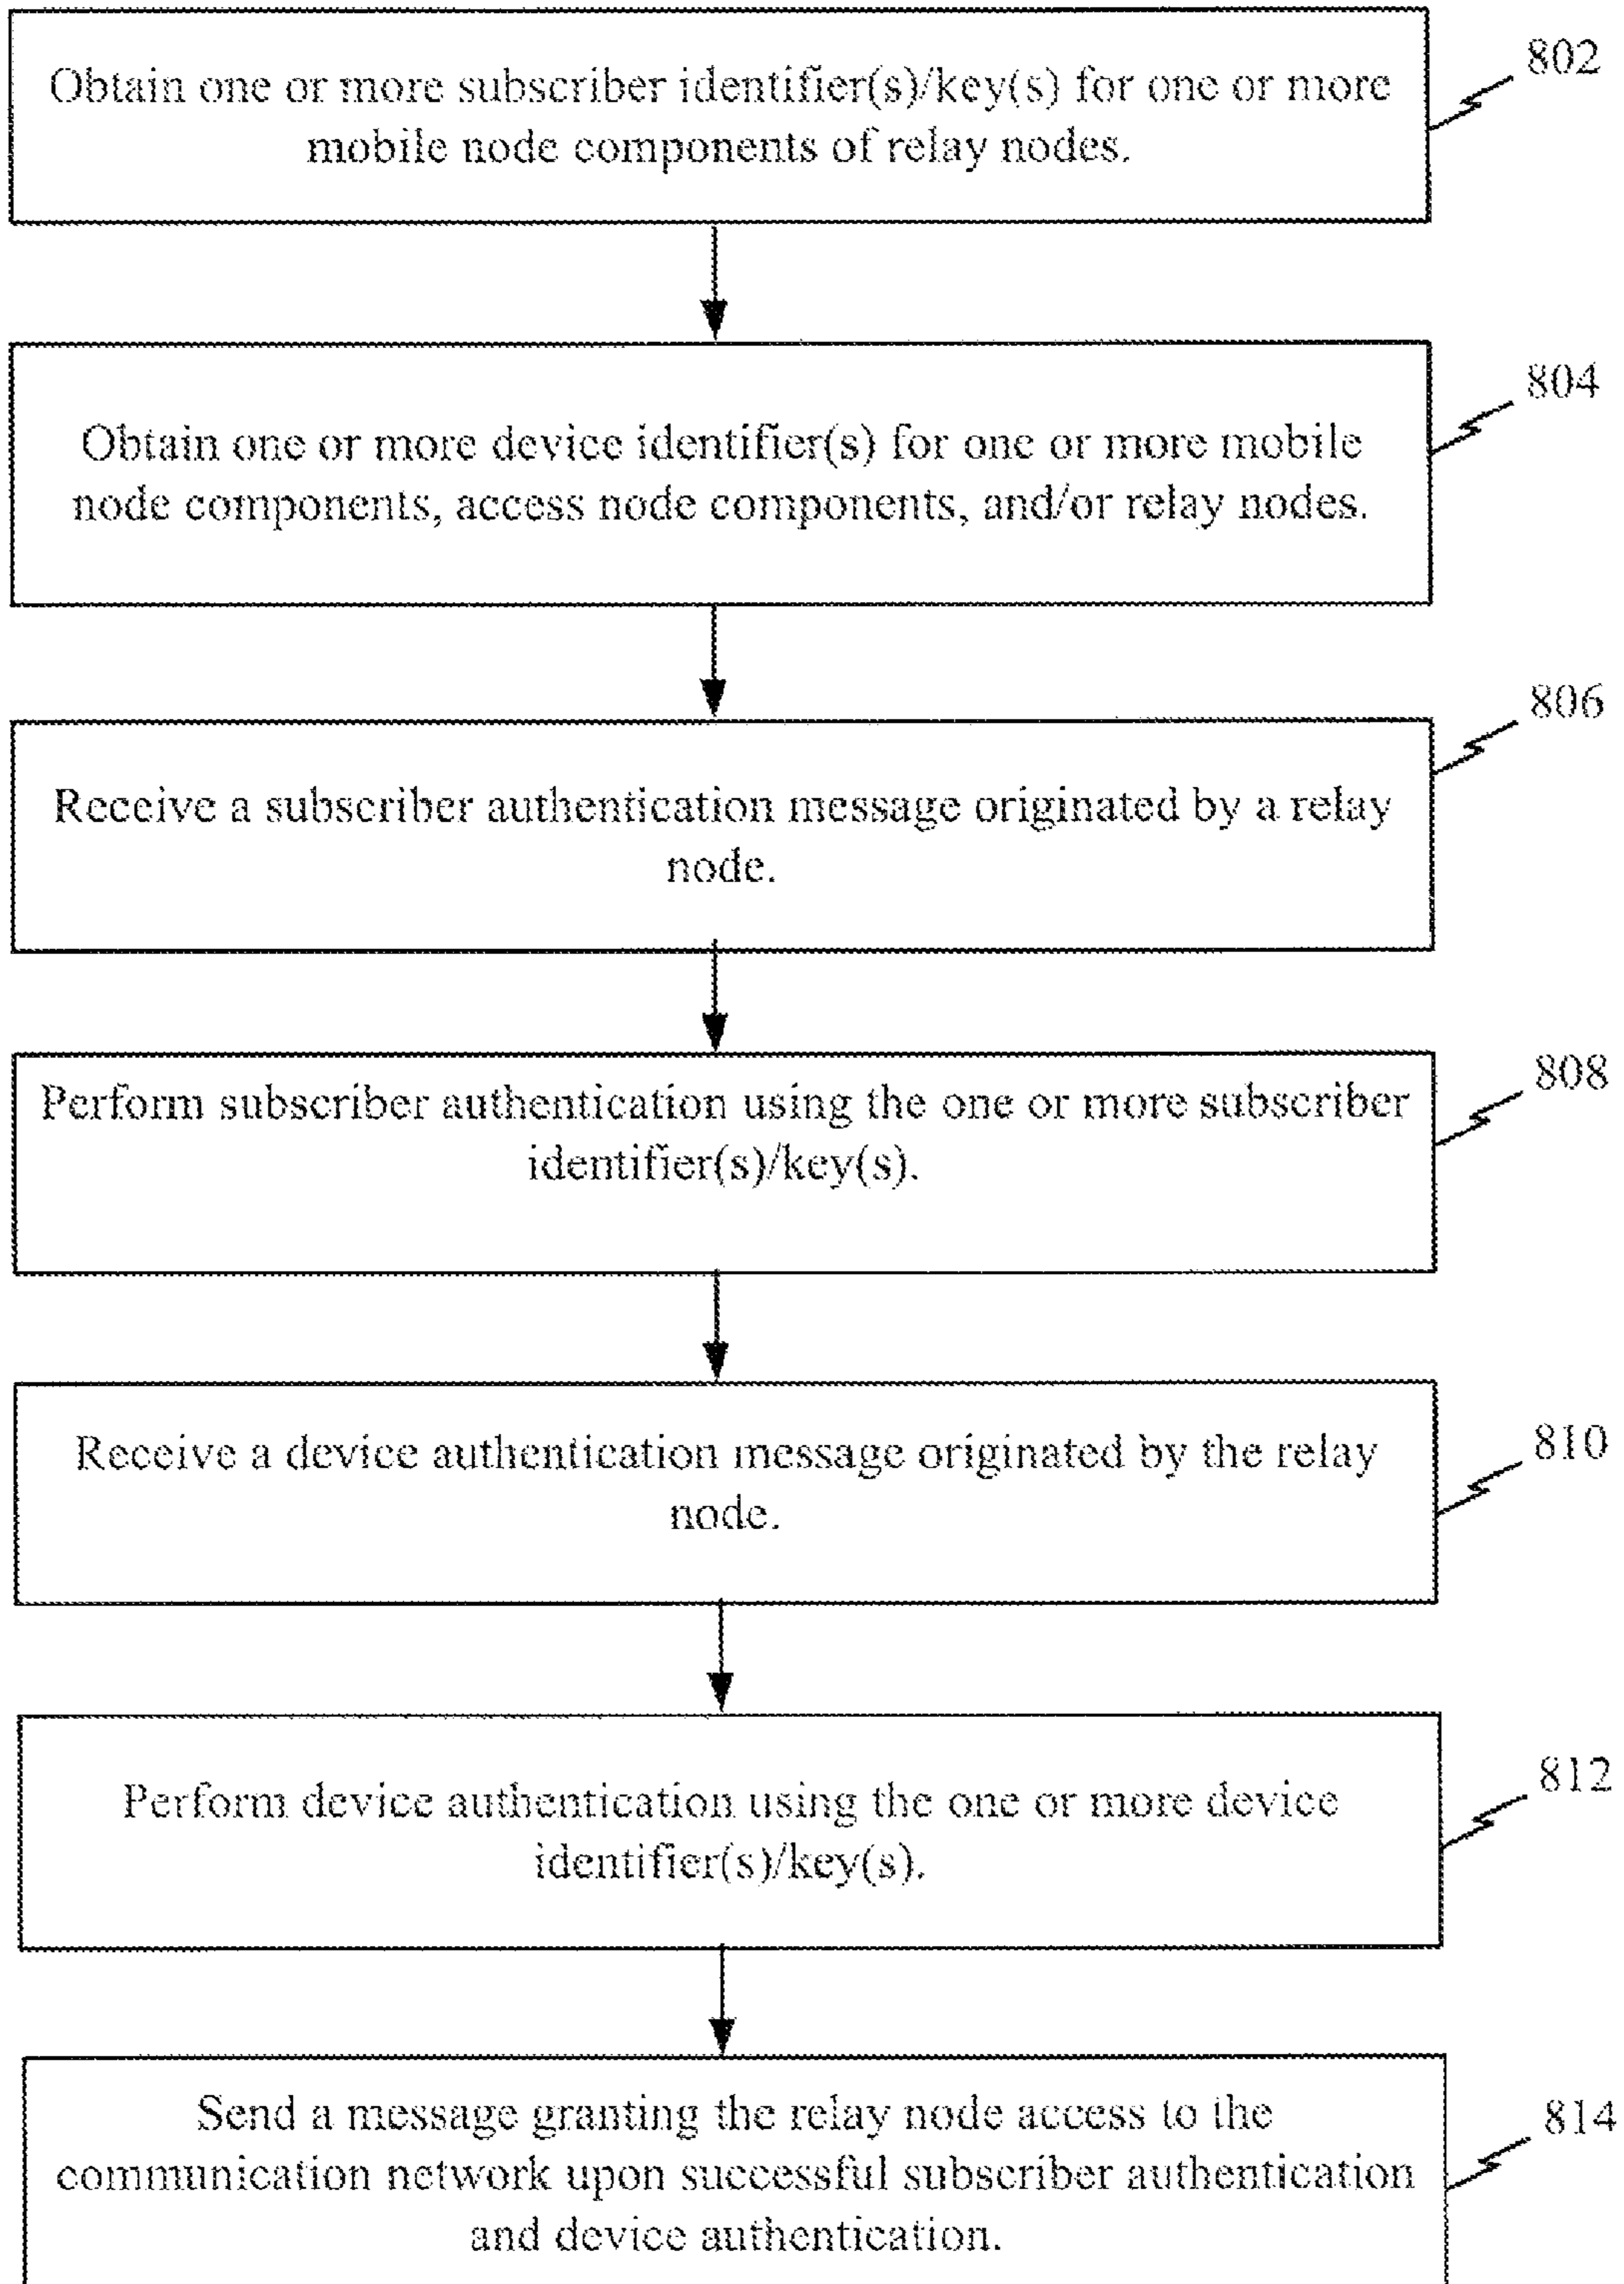 Obtain one or more subscriber identifier(s)/key(s) for one or more
mobile node components of relay nodes.
802
Obtain one or more device identifier(s) for one or more mobile
node components, access node components, and/or relay nodes.
804
Receive a subscriber authentication message originated by a relay
node.
806
Perform subscriber authentication using the one or more subscriber
identifier(s)/key(s).
808
Receive a device authentication message originated by the relay
node.
810
Perform device authentication using the one or more device
identifier(s)/key(s).
812
Send a message granting the relay node access to the
communication network upon successful subscriber authentication
and device authentication.
814